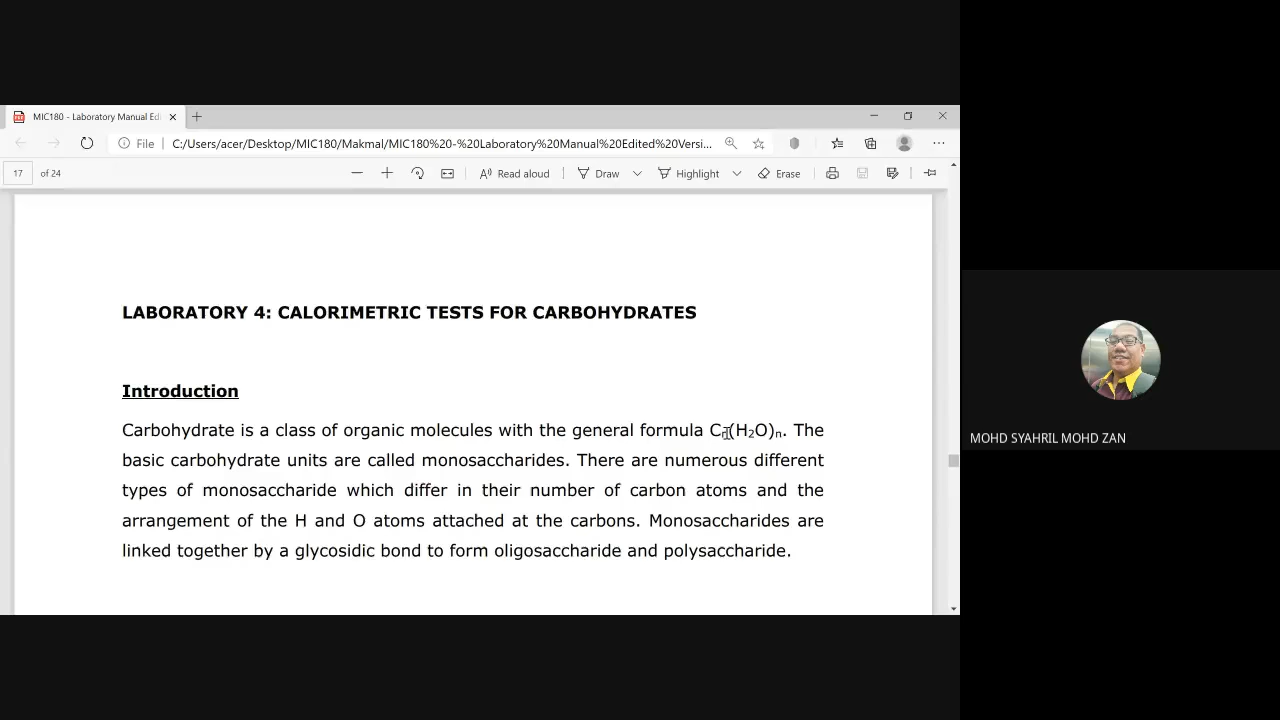 MIC180 - Laboratory Manual Edi
File
C:/Users/acer/Desktop/MIC180/Makmal/MIC180%20-%20Laboratory%20Manual%20Edited%20Versi...
17 of 24
Read aloud
Draw
Highlight
Erase
LABORATORY 4: CALORIMETRIC TESTS FOR CARBOHYDRATES
Introduction
Carbohydrate is a class of organic molecules with the general formula Cₙ(H₂O)ₙ. The
basic carbohydrate units are called monosaccharides. There are numerous different
types of monosaccharide which differ in their number of carbon atoms and the
arrangement of the H and O atoms attached at the carbons. Monosaccharides are
linked together by a glycosidic bond to form oligosaccharide and polysaccharide.
MOHD SYAHRIL MOHD ZAN